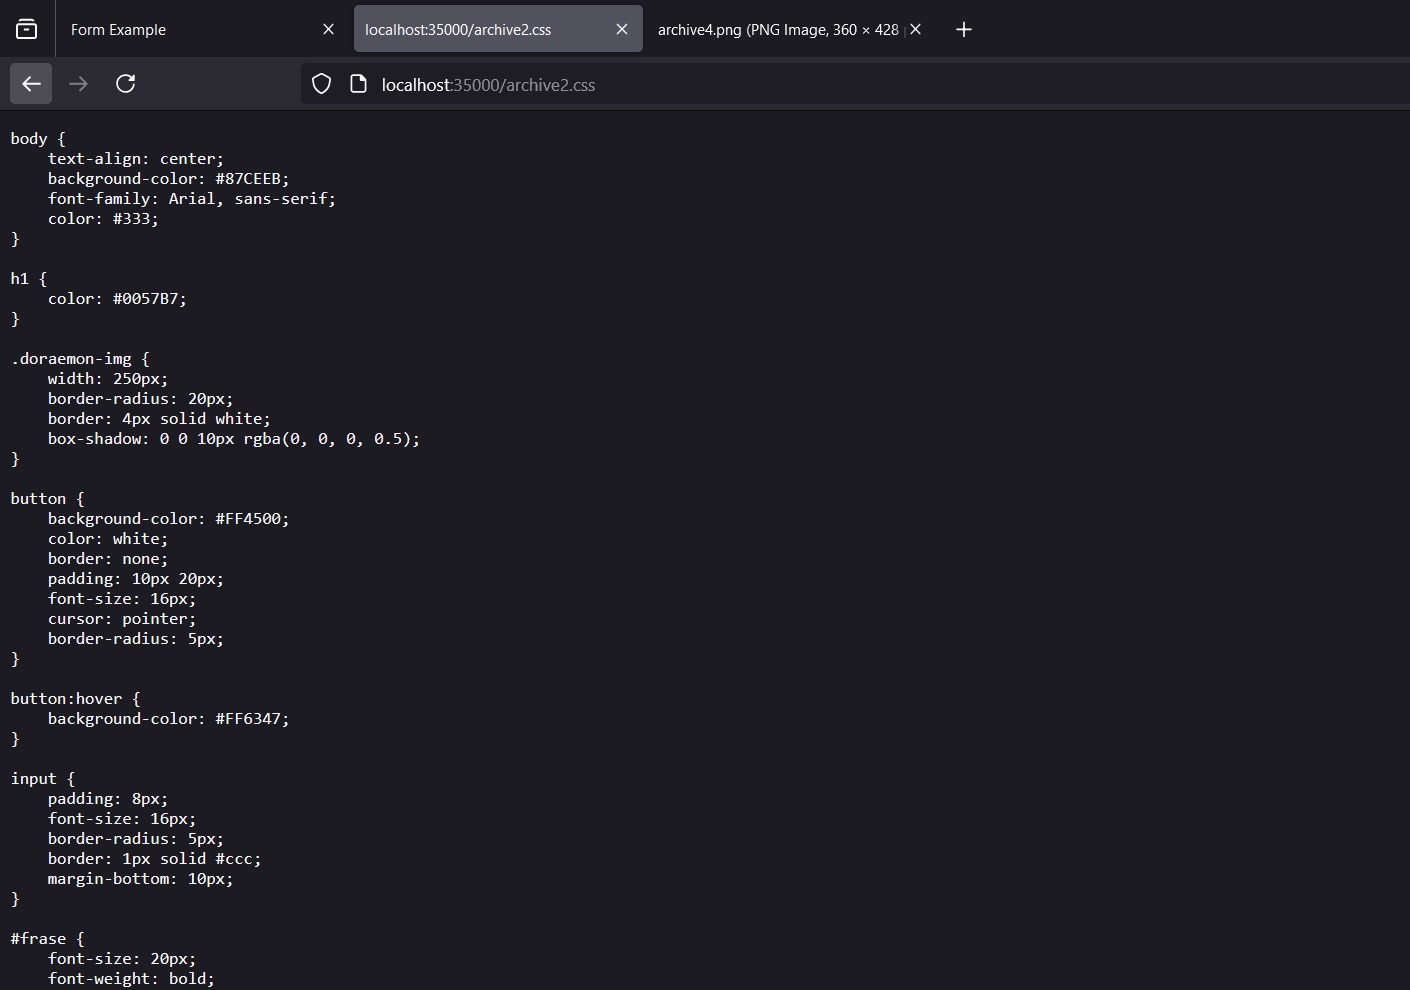 Form Example
localhost:35000/archive2.css
archive4.png (PNG Image, 360 × 428
localhost:35000/archive2.css
body {
    text-align: center;
    background-color: #87CEEB;
    font-family: Arial, sans-serif;
    color: #333;
}
h1 {
    color: #0057B7;
}
.doraemon-img {
    width: 250px;
    border-radius: 20px;
    border: 4px solid white;
    box-shadow: 0 0 10px rgba(0, 0, 0, 0.5);
}
button {
    background-color: #FF4500;
    color: white;
    border: none;
    padding: 10px 20px;
    font-size: 16px;
    cursor: pointer;
    border-radius: 5px;
}
button:hover {
    background-color: #FF6347;
}
input {
    padding: 8px;
    font-size: 16px;
    border-radius: 5px;
    border: 1px solid #ccc;
    margin-bottom: 10px;
}
#frase {
    font-size: 20px;
    font-weight: bold;